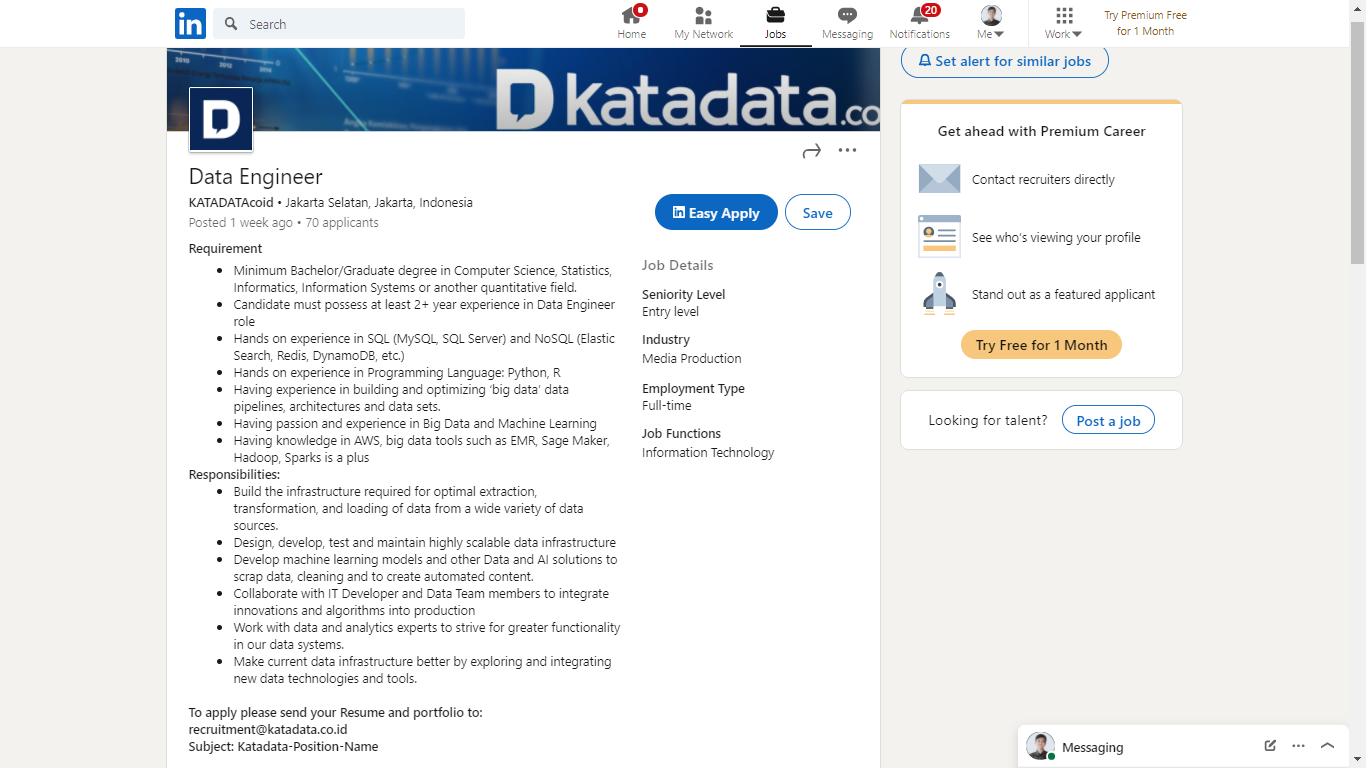 in
Search
Home
My Network
Jobs
Messaging
20
Notifications
Me
Work
Try Premium Free
for 1 Month
2010
2012
2014
D katadata.co
D
Set alert for similar jobs
Data Engineer
KATADATAcoid • Jakarta Selatan, Jakarta, Indonesia
Posted 1 week ago • 70 applicants
in Easy Apply
Save
Requirement
• Minimum Bachelor/Graduate degree in Computer Science, Statistics,
Informatics, Information Systems or another quantitative field.
• Candidate must possess at least 2+ year experience in Data Engineer
role
• Hands on experience in SQL (MySQL, SQL Server) and NoSQL (Elastic
Search, Redis, DynamoDB, etc.)
• Hands on experience in Programming Language: Python, R
• Having experience in building and optimizing ‘big data’ data
pipelines, architectures and data sets.
• Having passion and experience in Big Data and Machine Learning
• Having knowledge in AWS, big data tools such as EMR, Sage Maker,
Hadoop, Sparks is a plus
Responsibilities:
• Build the infrastructure required for optimal extraction,
transformation, and loading of data from a wide variety of data
sources.
• Design, develop, test and maintain highly scalable data infrastructure
• Develop machine learning models and other Data and AI solutions to
scrap data, cleaning and to create automated content.
• Collaborate with IT Developer and Data Team members to integrate
innovations and algorithms into production
• Work with data and analytics experts to strive for greater functionality
in our data systems.
• Make current data infrastructure better by exploring and integrating
new data technologies and tools.
To apply please send your Resume and portfolio to:
recruitment@katadata.co.id
Subject: Katadata-Position-Name
Job Details
Seniority Level
Entry level
Industry
Media Production
Employment Type
Full-time
Job Functions
Information Technology
Get ahead with Premium Career
Contact recruiters directly
See who's viewing your profile
Stand out as a featured applicant
Try Free for 1 Month
Looking for talent?
Post a job
Messaging